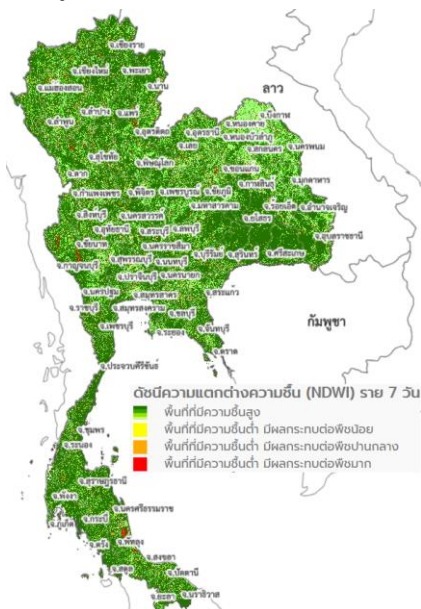 จ.เชียงราย
จ.เชียงใหม่ จ.พะเยา
จ.แม่ฮ่องสอน จ.น่าน
ลาว
จ.ลำปาง จ.แพร่
จ.ลำพูน
จ.บึงกาฬ
จ.หนองคาย
จ.อุตรดิตถ์ จ.อุดรธานี จ.หนองบัวลำภู
จ.เลย จ.สกลนคร จ.นครพนม
จ.สุโขทัย จ.พิษณุโลก
จ.ขอนแก่น
จ.ตาก จ.กาฬสินธุ์ จ.มุกดาหาร
จ.กำแพงเพชร จ.พิจิตร จ.เพชรบูรณ์ จ.ชัยภูมิ
จ.มหาสารคาม จ.ร้อยเอ็ด จ.อำนาจเจริญ
จ.สิงห์บุรี จ.นครสวรรค์ จ.ยโสธร
จ.อุทัยธานี จ.สระบุรี จ.ลพบุรี
จ.อุบลราชธานี
จ.ชัยนาท จ.นครราชสีมา
จ.สุพรรณบุรี จ.นนทบุรี จ.บุรีรัมย์ จ.สุรินทร์ จ.ศรีสะเกษ
จ.กาญจนบุรี
จ.ปราจีนบุรี จ.นครนายก
จ.นครปฐม จ.สมุทรสาคร จ.สระแก้ว
จ.ราชบุรี จ.สมุทรสงคราม
จ.ชลบุรี
กัมพูชา
จ.เพชรบุรี จ.ระยอง จ.จันทบุรี
จ.ตราด
จ.ประจวบคีรีขันธ์
ดัชนีความแตกต่างความชื้น (NDWI) ราย 7 วัน
พื้นที่ที่มีความชื้นสูง
พื้นที่ที่มีความชื้นต่ำ มีผลกระทบต่อพืชน้อย
พื้นที่ที่มีความชื้นต่ำ มีผลกระทบต่อพืชปานกลาง
พื้นที่ที่มีความชื้นต่ำ มีผลกระทบต่อพืชมาก
จ.ชุมพร
จ.ระนอง
จ.สุราษฎร์ธานี
จ.พังงา
จ.นครศรีธรรมราช
จ.ภูเก็ต จ.กระบี่
จ.ตรัง จ.พัทลุง
จ.สงขลา
จ.สตูล จ.ปัตตานี
จ.ยะลา จ.นราธิวาส